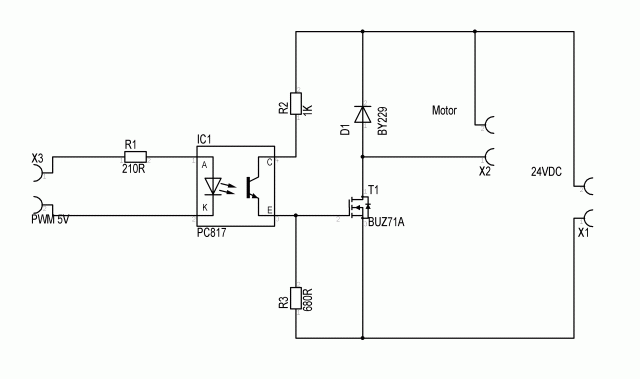 X3
PWM 5V
R1
210R
IC1
A
K
C
E
PC817
R2
1K
D1
BY229
Motor
X2
T1
BUZ71A
R3
680R
24VDC
X1